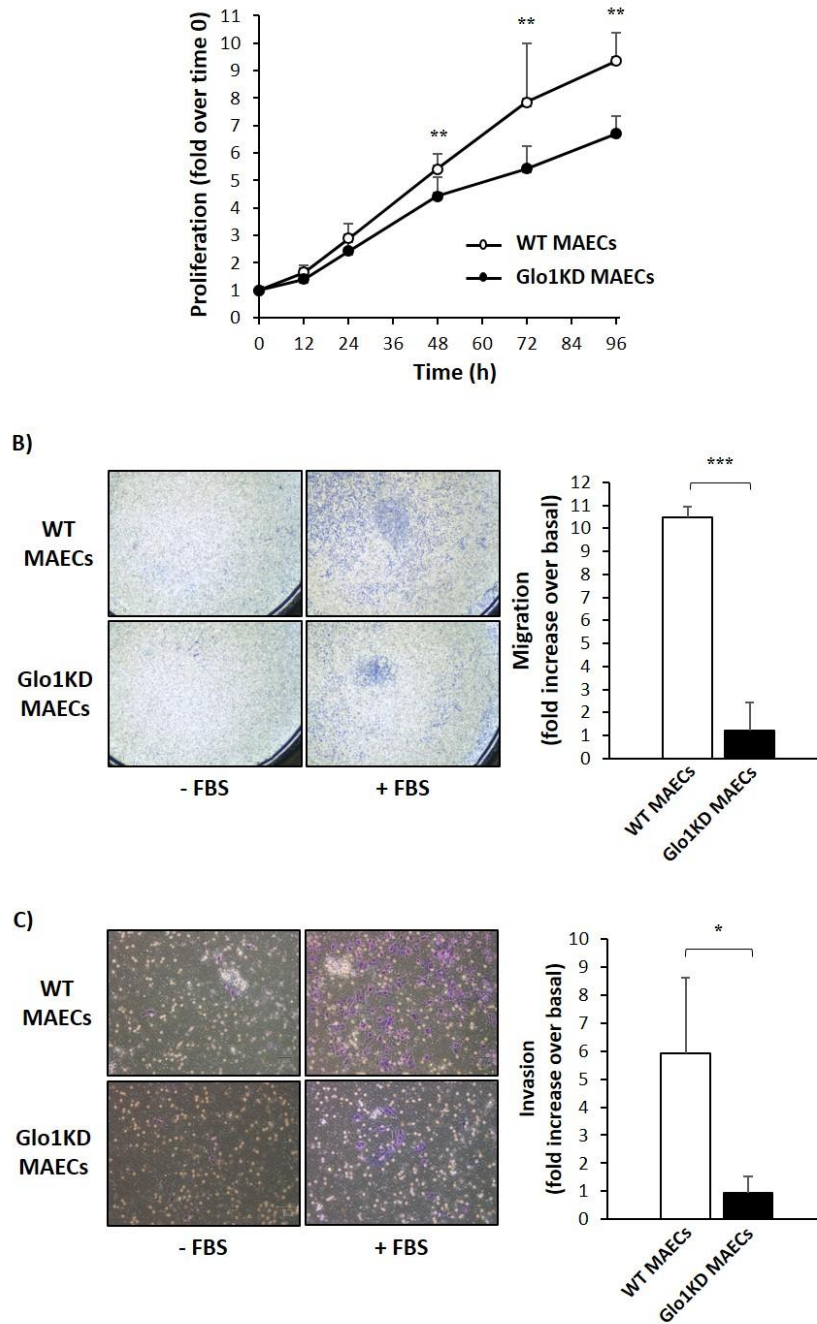 Proliferation (fold over time 0)
11
10
9
8
7
6
5
4
3
2
1
0
**
**
**
WT MAECs
Glo1KD MAECs
0 12 24 36 48 60 72 84 96
Time (h)
B)
WT
MAECs
Glo1KD
MAECs
- FBS + FBS
Migration
(fold increase over basal)
12
11
10
9
8
7
6
5
4
3
2
1
0
***
WT MAECs
Glo1KD MAECs
C)
WT
MAECs
Glo1KD
MAECs
- FBS + FBS
Invasion
(fold increase over basal)
10
9
8
7
6
5
4
3
2
1
0
*
WT MAECs
Glo1KD MAECs